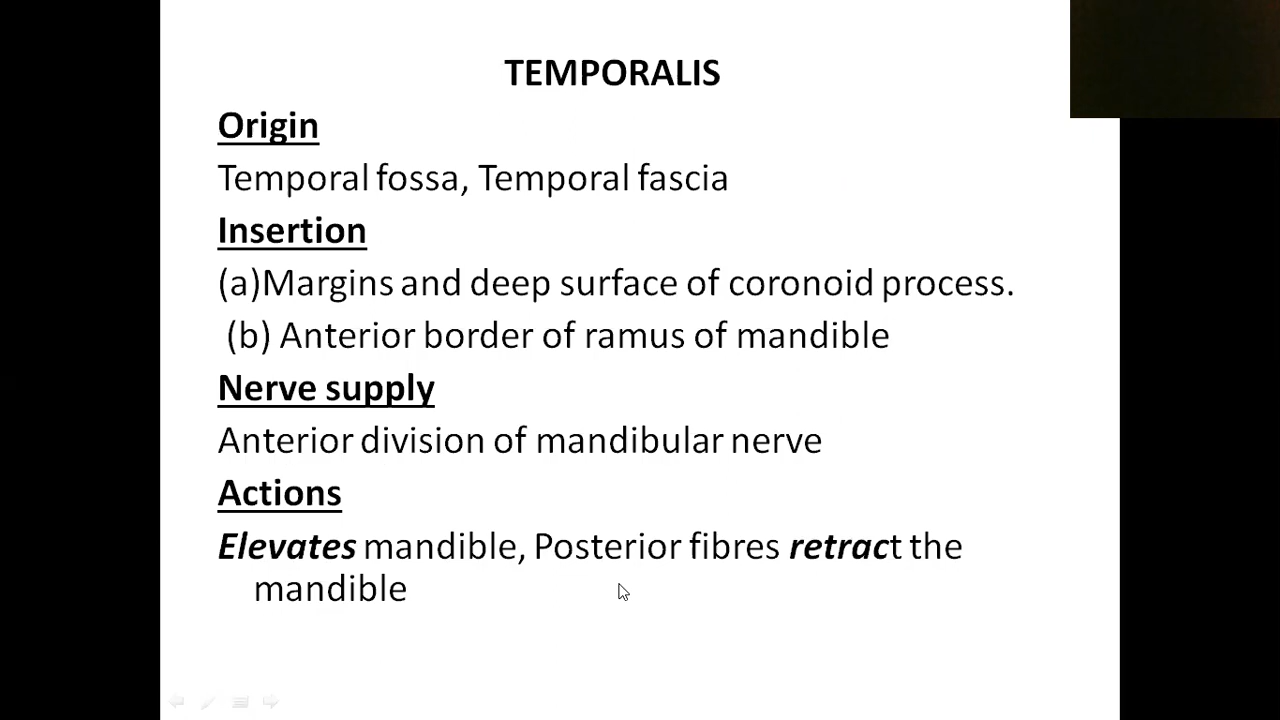 TEMPORALIS
Origin
Temporal fossa, Temporal fascia
Insertion
(a)Margins and deep surface of coronoid process.
(b) Anterior border of ramus of mandible
Nerve supply
Anterior division of mandibular nerve
Actions
Elevates mandible, Posterior fibres retract the
mandible